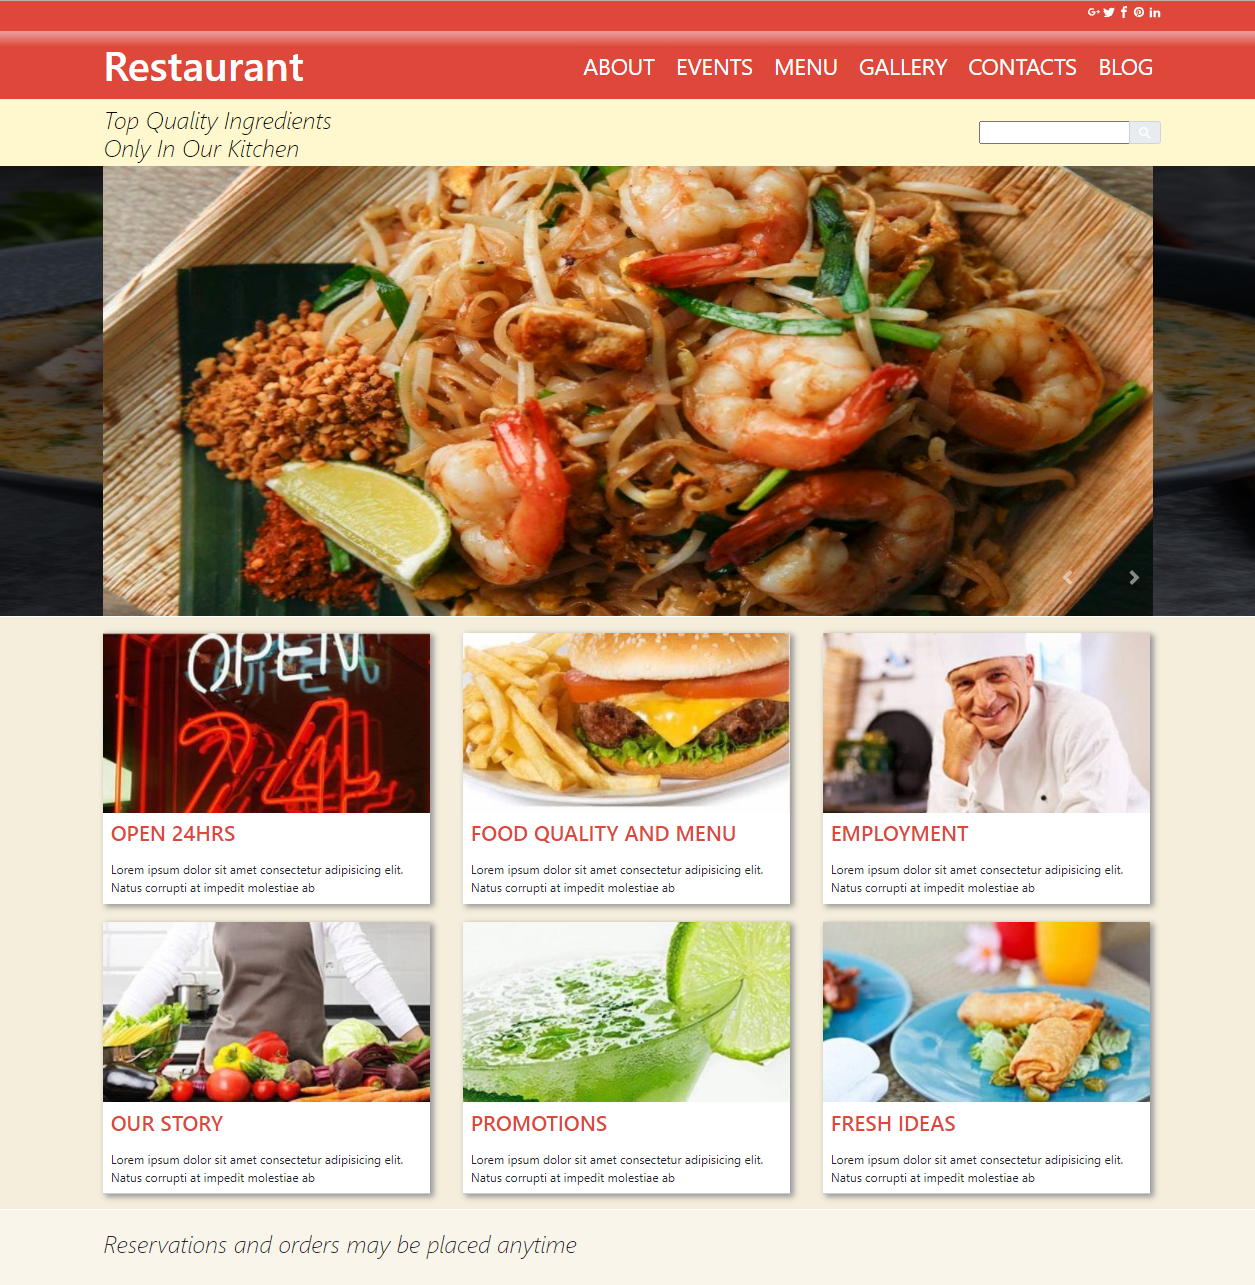 Restaurant
ABOUT EVENTS MENU GALLERY CONTACTS BLOG
Top Quality Ingredients
Only In Our Kitchen
OPEN
24
OPEN 24HRS
Lorem ipsum dolor sit amet consectetur adipisicing elit.
Natus corrupti at impedit molestiae ab
FOOD QUALITY AND MENU
Lorem ipsum dolor sit amet consectetur adipisicing elit.
Natus corrupti at impedit molestiae ab
EMPLOYMENT
Lorem ipsum dolor sit amet consectetur adipisicing elit.
Natus corrupti at impedit molestiae ab
OUR STORY
Lorem ipsum dolor sit amet consectetur adipisicing elit.
Natus corrupti at impedit molestiae ab
PROMOTIONS
Lorem ipsum dolor sit amet consectetur adipisicing elit.
Natus corrupti at impedit molestiae ab
FRESH IDEAS
Lorem ipsum dolor sit amet consectetur adipisicing elit.
Natus corrupti at impedit molestiae ab
Reservations and orders may be placed anytime